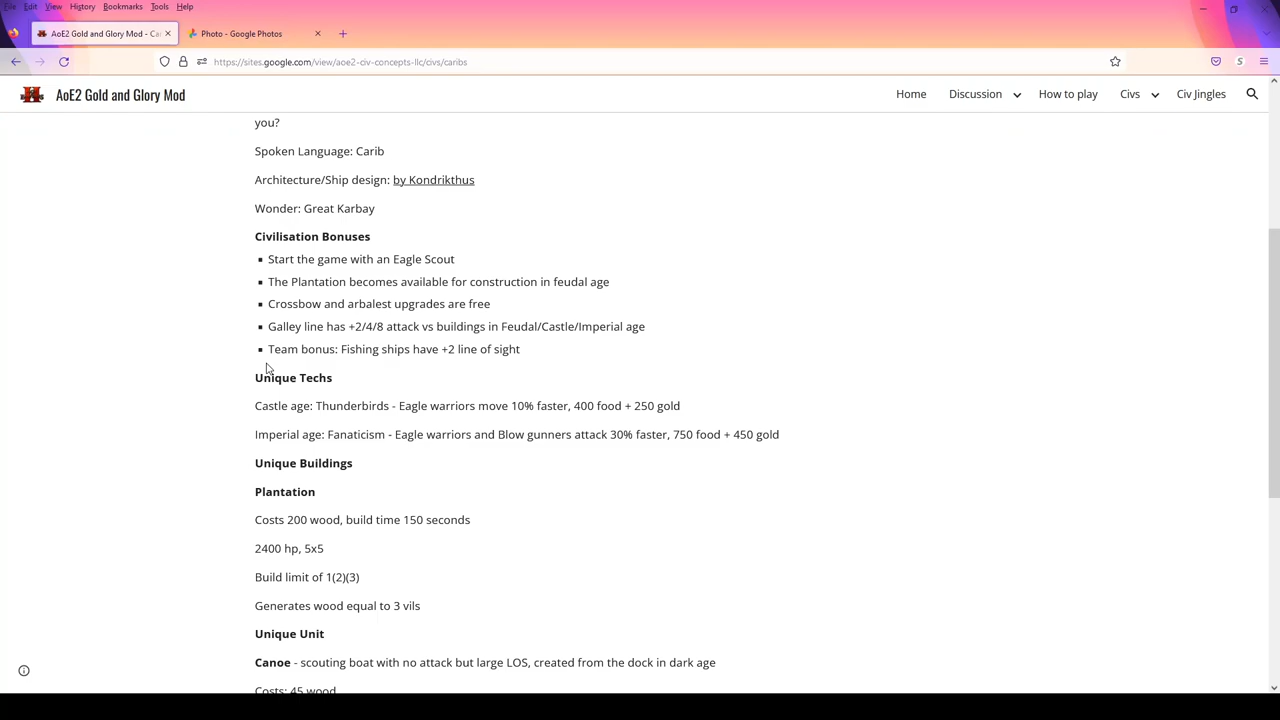 File Edit View History Bookmarks Tools Help
AoE2 Gold and Glory Mod - Ca
Photo - Google Photos
https://sites.google.com/view/aoe2-civ-concepts-llc/civs/caribs
AoE2 Gold and Glory Mod
Home Discussion How to play Civs Civ Jingles
you?
Spoken Language: Carib
Architecture/Ship design: by Kondrikthus
Wonder: Great Karbay
Civilisation Bonuses
Start the game with an Eagle Scout
The Plantation becomes available for construction in feudal age
Crossbow and arbalest upgrades are free
Galley line has +2/4/8 attack vs buildings in Feudal/Castle/Imperial age
Team bonus: Fishing ships have +2 line of sight
Unique Techs
Castle age: Thunderbirds - Eagle warriors move 10% faster, 400 food + 250 gold
Imperial age: Fanaticism - Eagle warriors and Blow gunners attack 30% faster, 750 food + 450 gold
Unique Buildings
Plantation
Costs 200 wood, build time 150 seconds
2400 hp, 5x5
Build limit of 1(2)(3)
Generates wood equal to 3 vils
Unique Unit
Canoe - scouting boat with no attack but large LOS, created from the dock in dark age
Costs: 45 wood